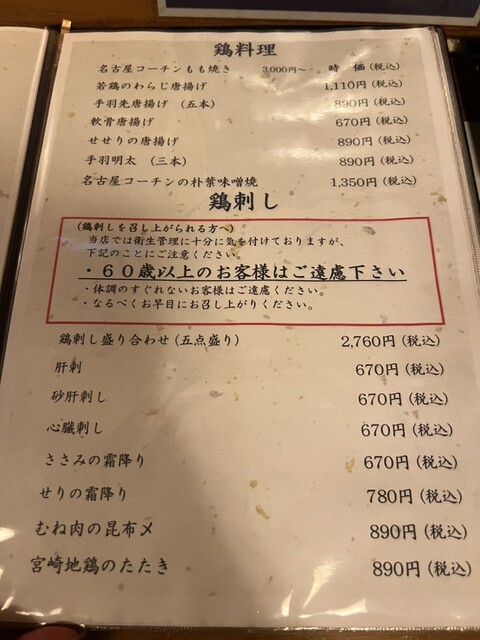 鶏料理
名古屋コーチンもも焼き 3,000円〜 時 価 (税込)
若鶏のわらじ唐揚げ 1,110円 (税込)
手羽先唐揚げ (五本) 890円 (税込)
軟骨唐揚げ 670円 (税込)
せせりの唐揚げ 890円 (税込)
手羽明太 (三本) 890円 (税込)
名古屋コーチンの朴葉味噌焼 1,350円 (税込)
鶏刺し
(鶏刺しを召し上がられる方へ)
当店では衛生管理に十分に気を付けておりますが、
下記のことにご注意ください。
・６０歳以上のお客様はご遠慮下さい
・体調のすぐれないお客様はご遠慮ください。
・なるべくお早目にお召し上がりください。
鶏刺し盛り合わせ (五点盛り) 2,760円 (税込)
肝刺 670円 (税込)
砂肝刺し 670円 (税込)
心臓刺し 670円 (税込)
ささみの霜降り 670円 (税込)
せりの霜降り 780円 (税込)
むね肉の昆布〆 890円 (税込)
宮崎地鶏のたたき 890円 (税込)